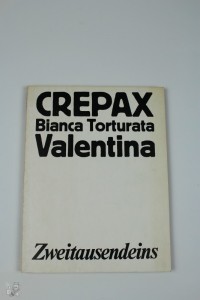 CREPAX
Bianca Torturata
Valentina
Zweitausendeins